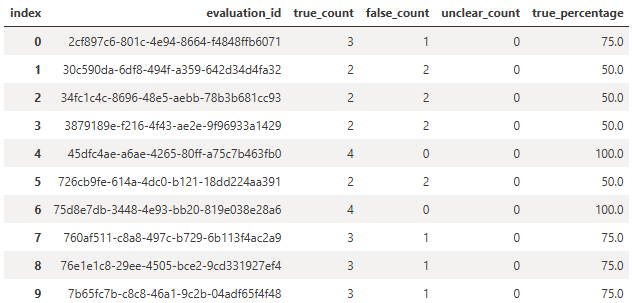 index evaluation_id true_count false_count unclear_count true_percentage
0 2cf897c6-801c-4e94-8664-f4848ffb6071 3 1 0 75.0
1 30c590da-6df8-494f-a359-642d34d4fa32 2 2 0 50.0
2 34fc1c4c-8696-48e5-aebb-78b3b681cc93 2 2 0 50.0
3 3879189e-f216-4f43-ae2e-9f96933a1429 2 2 0 50.0
4 45dfc4ae-a6ae-4265-80ff-a75c7b463fb0 4 0 0 100.0
5 726cb9fe-614a-4dc0-b121-18dd224aa391 2 2 0 50.0
6 75d8e7db-3448-4e93-bb20-819e038e28a6 4 0 0 100.0
7 760af511-c8a8-497c-b729-6b113f4ac2a9 3 1 0 75.0
8 76e1e1c8-29ee-4505-bce2-9cd331927ef4 3 1 0 75.0
9 7b65fc7b-c8c8-46a1-9c2b-04adf65f4f48 3 1 0 75.0